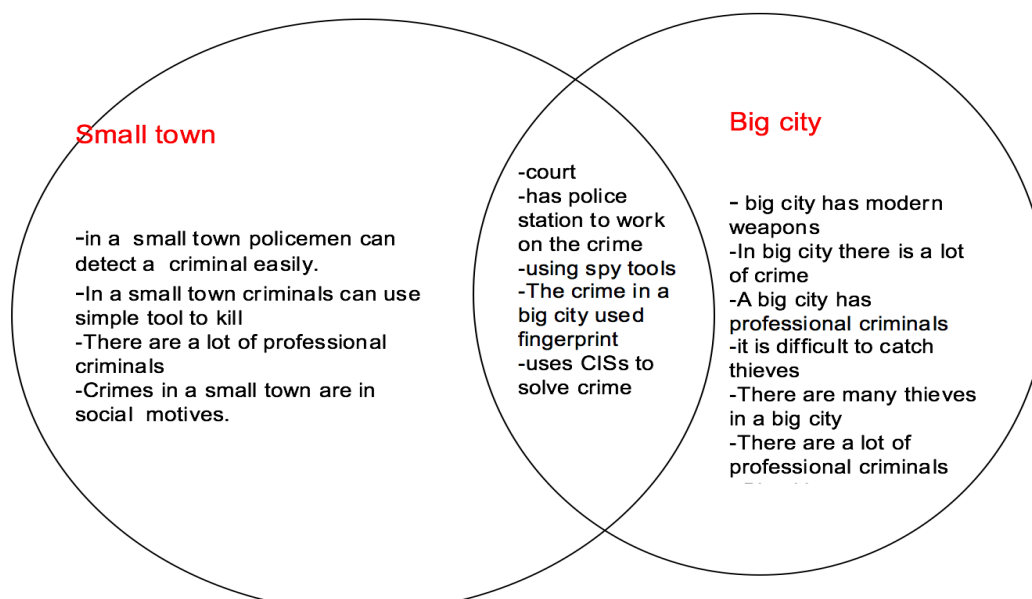 Small town
-in a small town policemen can
detect a criminal easily.
-In a small town criminals can use
simple tool to kill
-There are a lot of professional
criminals
-Crimes in a small town are in
social motives.
-court
-has police
station to work
on the crime
-using spy tools
-The crime in a
big city used
fingerprint
-uses CISs to
solve crime
Big city
- big city has modern
weapons
-In big city there is a lot
of crime
-A big city has
professional criminals
-it is difficult to catch
thieves
-There are many thieves
in a big city
-There are a lot of
professional criminals